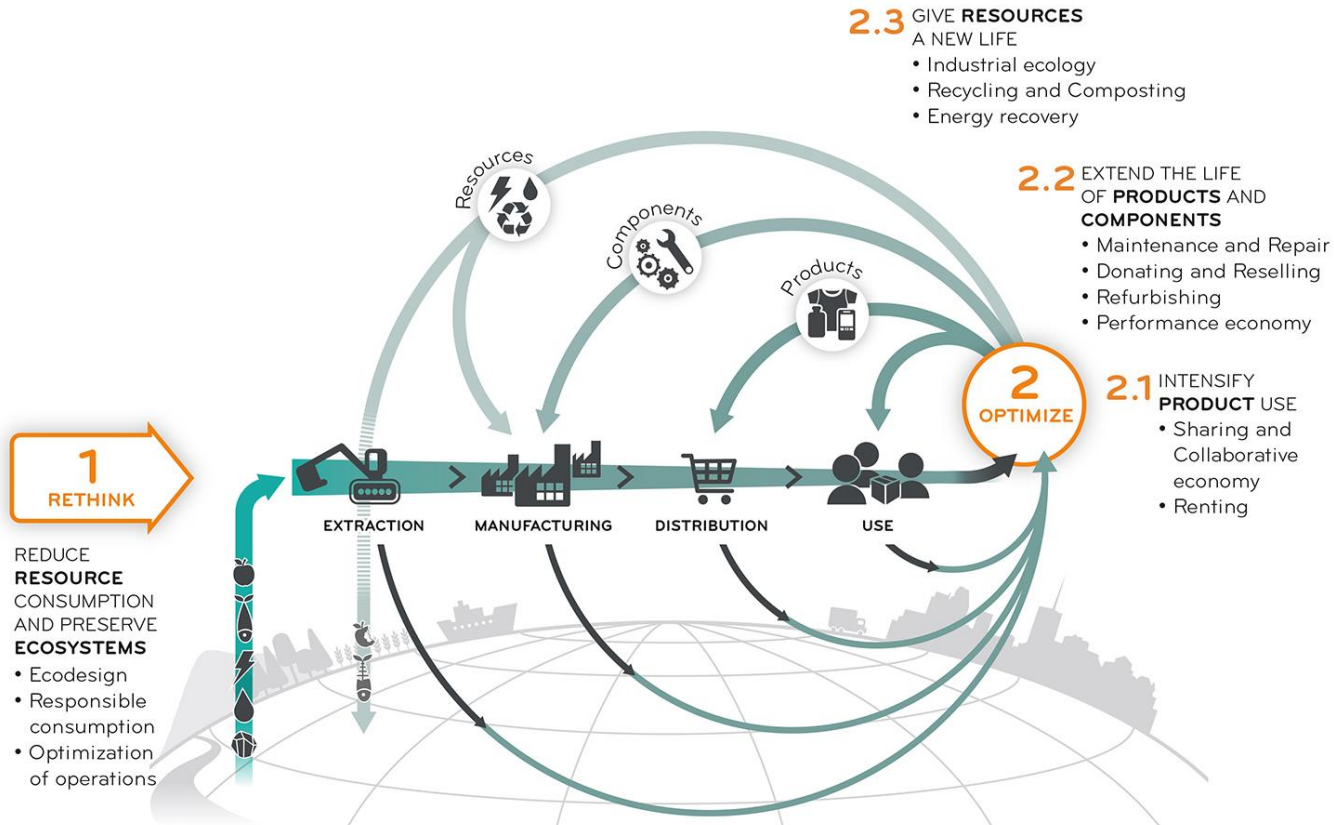 2.3 GIVE RESOURCES
A NEW LIFE
• Industrial ecology
• Recycling and Composting
• Energy recovery
2.2 EXTEND THE LIFE
OF PRODUCTS AND
COMPONENTS
• Maintenance and Repair
• Donating and Reselling
• Refurbishing
• Performance economy
2.1 INTENSIFY
PRODUCT USE
• Sharing and
Collaborative
economy
• Renting
Resources
Components
Products
2
OPTIMIZE
1
RETHINK
EXTRACTION
MANUFACTURING
DISTRIBUTION
USE
REDUCE
RESOURCE
CONSUMPTION
AND PRESERVE
ECOSYSTEMS
• Ecodesign
• Responsible
consumption
• Optimization
of operations